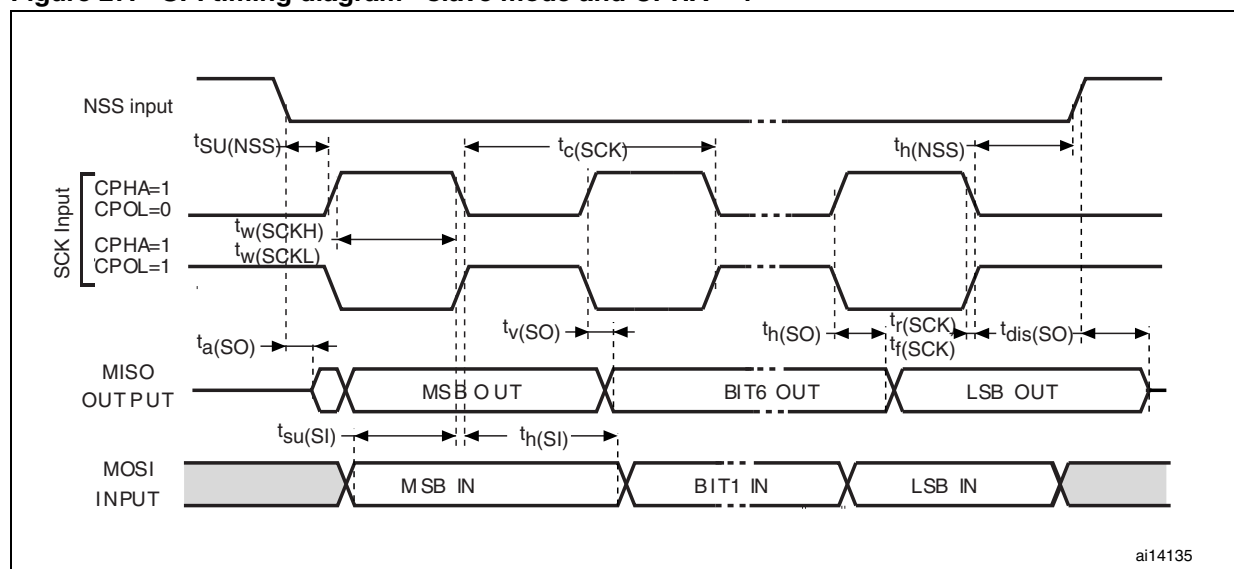 NSS input
tSU(NSS)
tc(SCK)
th(NSS)
SCK Input
CPHA=1
CPOL=0
tw(SCKH)
CPHA=1
tw(SCKL)
CPOL=1
tv(SO)
th(SO)
tr(SCK)
tf(SCK)
tdis(SO)
ta(SO)
MISO
OUTPUT
MSB OUT
BIT6 OUT
LSB OUT
tsu(SI)
th(SI)
MOSI
INPUT
MSB IN
BIT1 IN
LSB IN
ai14135